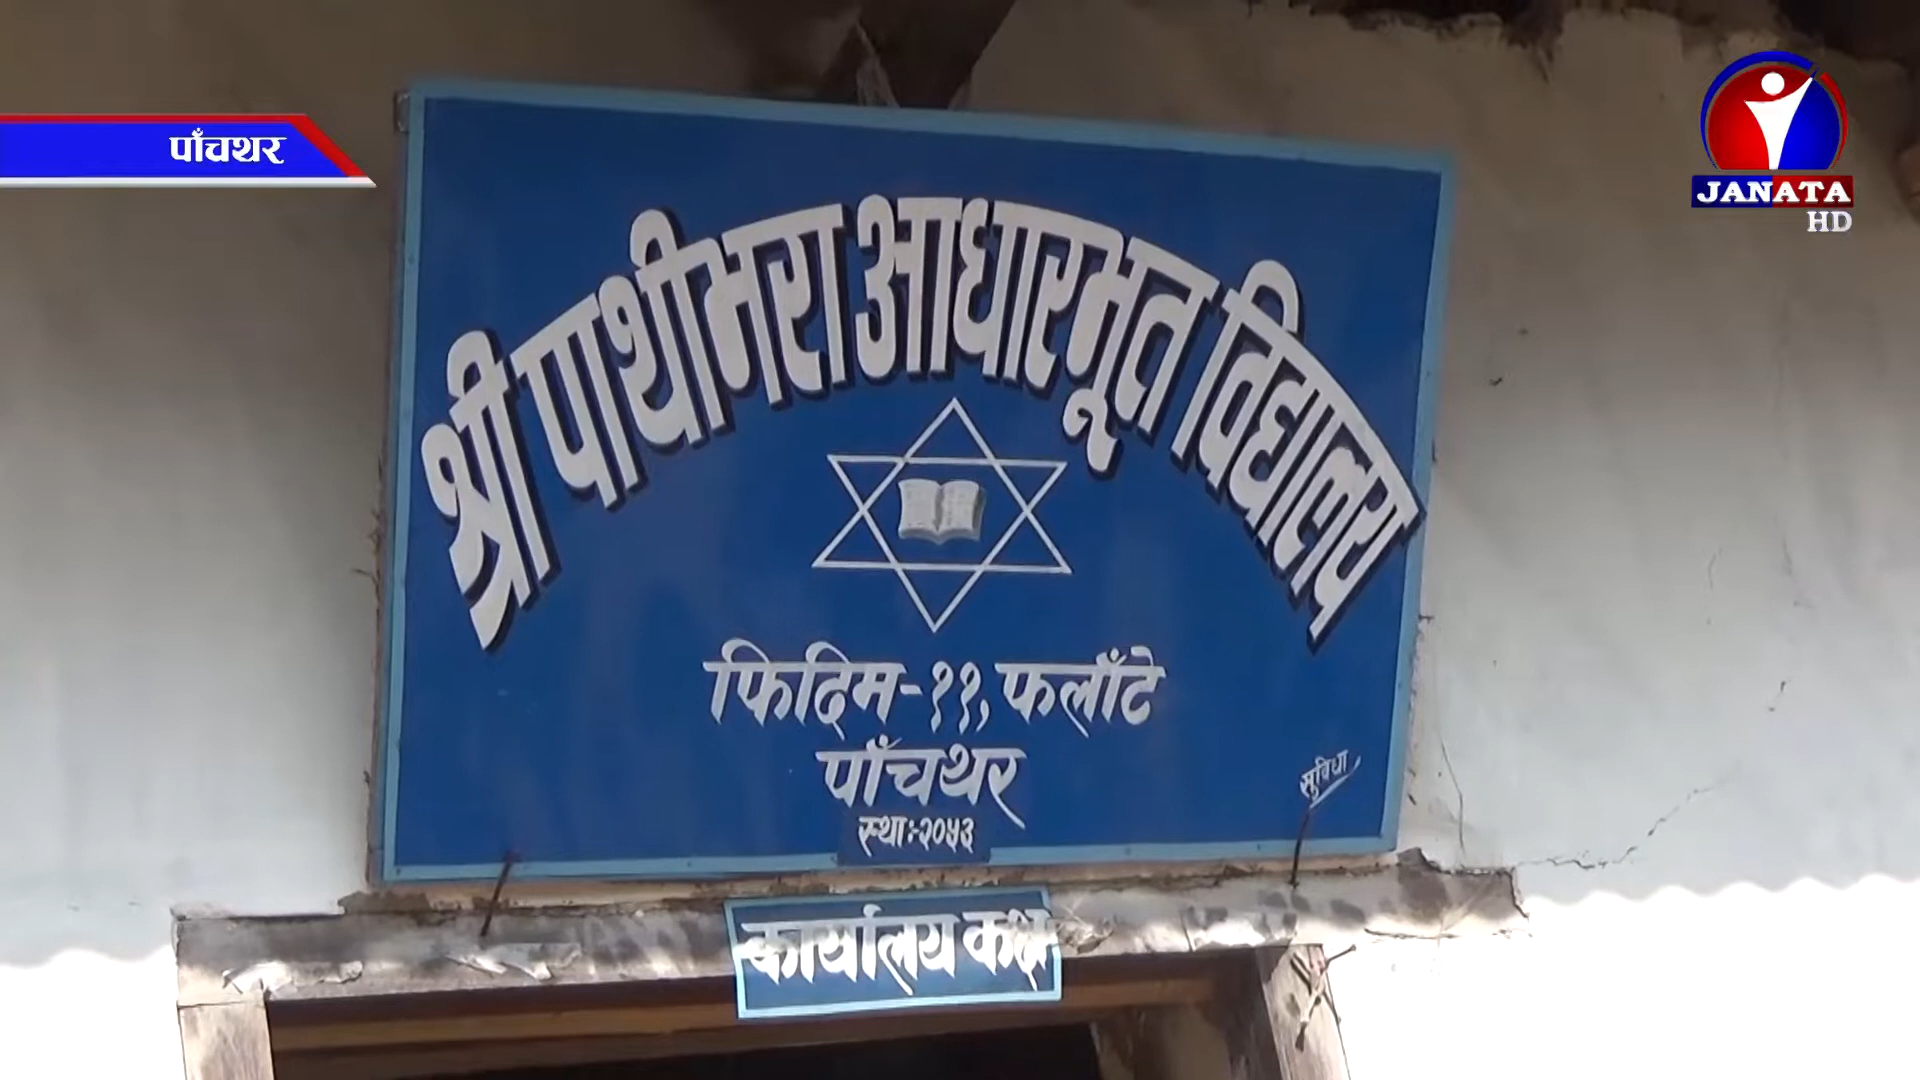 पाँचथर
JANATA
HD
श्री पाथीभरा आधारभूत विद्यालय
फिदिम-११, फलाँटे
पाँचथर
स्था:-२०५३
सुविधा
कार्यालय कक्ष